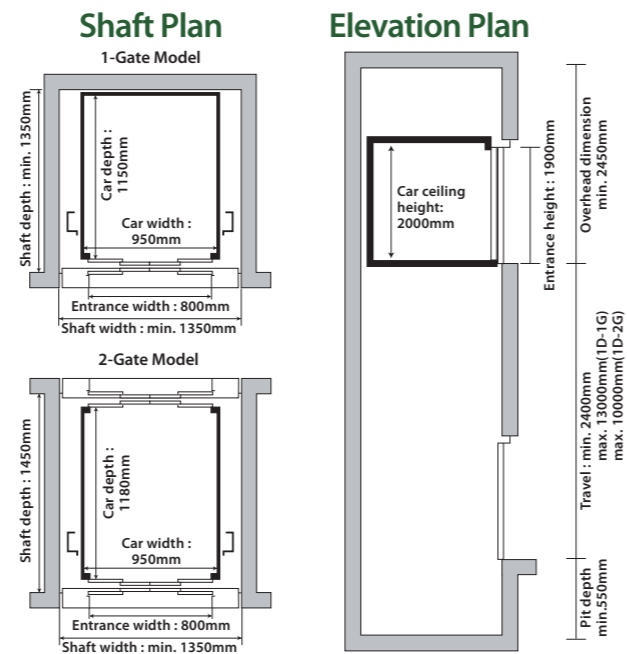 Shaft Plan
1-Gate Model
Shaft depth : min. 1350mm
Car depth :
1150mm
Car width :
950mm
Entrance width : 800mm
Shaft width : min. 1350mm
2-Gate Model
Shaft depth : 1450mm
Car depth :
1180mm
Car width :
950mm
Entrance width : 800mm
Shaft width : min. 1350mm
Elevation Plan
Car ceiling
height:
2000mm
Entrance height : 1900mm
Overhead dimension
min. 2450mm
Travel : min. 2400mm
max. 13000mm(1D-1G)
max. 10000mm(1D-2G)
Pit depth
min.550mm